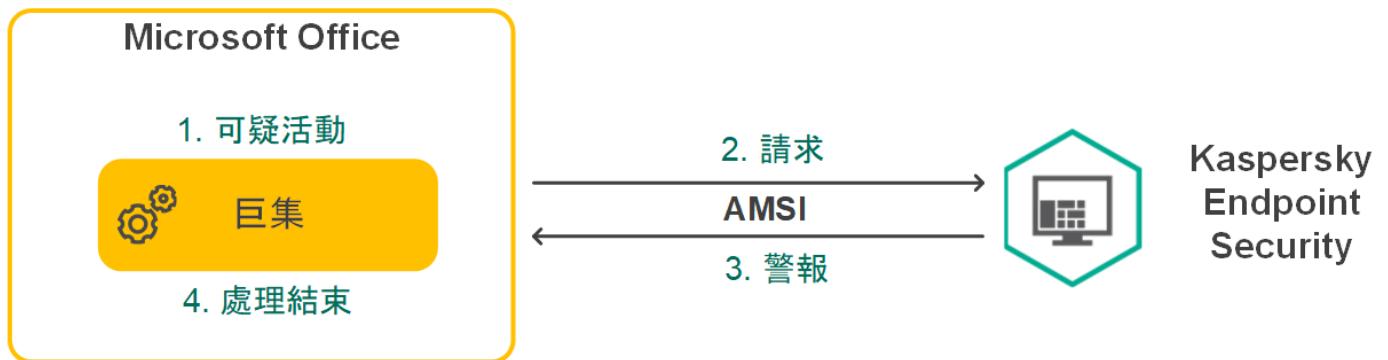 Microsoft Office
1. 可疑活動
巨集
4. 處理結束
2. 請求
AMSI
3. 警報
Kaspersky
Endpoint
Security